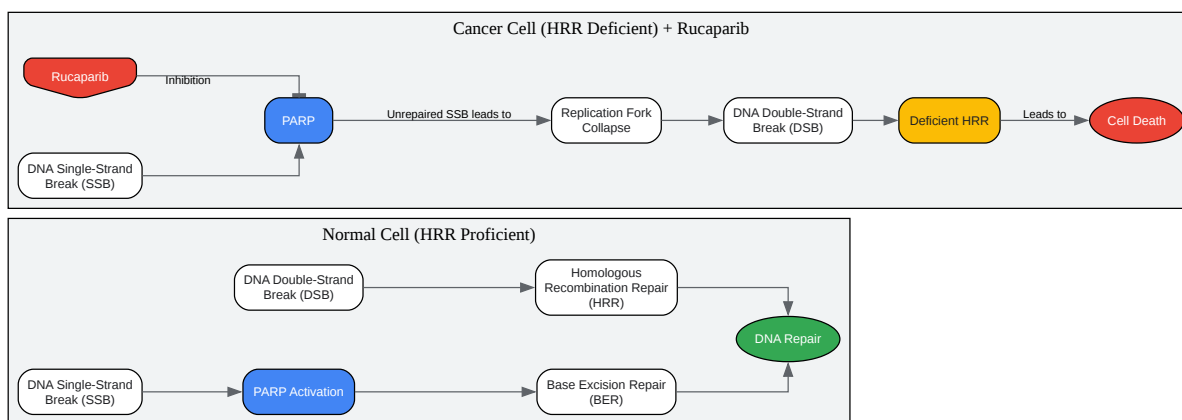 Cancer Cell (HRR Deficient) + Rucaparib
Rucaparib
Inhibition
PARP
Unrepaired SSB leads to
Replication Fork
Collapse
DNA Double-Strand
Break (DSB)
Deficient HRR
Leads to
Cell Death
DNA Single-Strand
Break (SSB)
Normal Cell (HRR Proficient)
DNA Double-Strand
Break (DSB)
Homologous
Recombination Repair
(HRR)
DNA Repair
DNA Single-Strand
Break (SSB)
PARP Activation
Base Excision Repair
(BER)